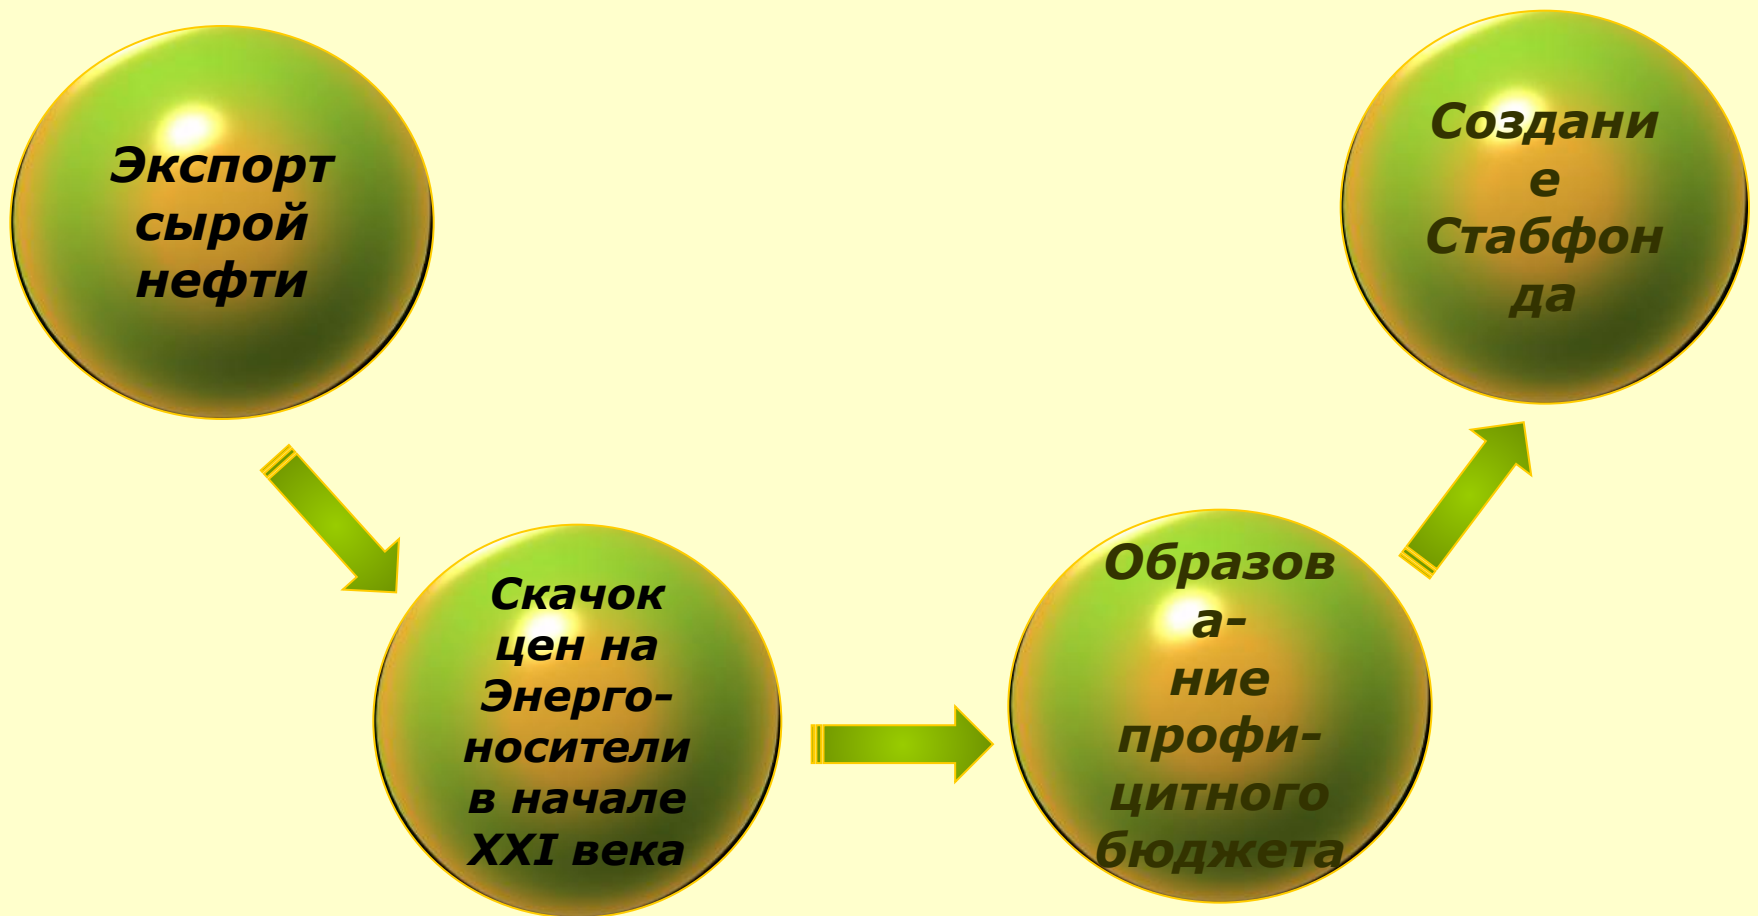 Экспорт
сырой
нефти
Скачок
цен на
Энерго-
носители
в начале
XXI века
Образов
а-
ние
профи-
цитного
бюджета
Создани
е
Стабфон
да